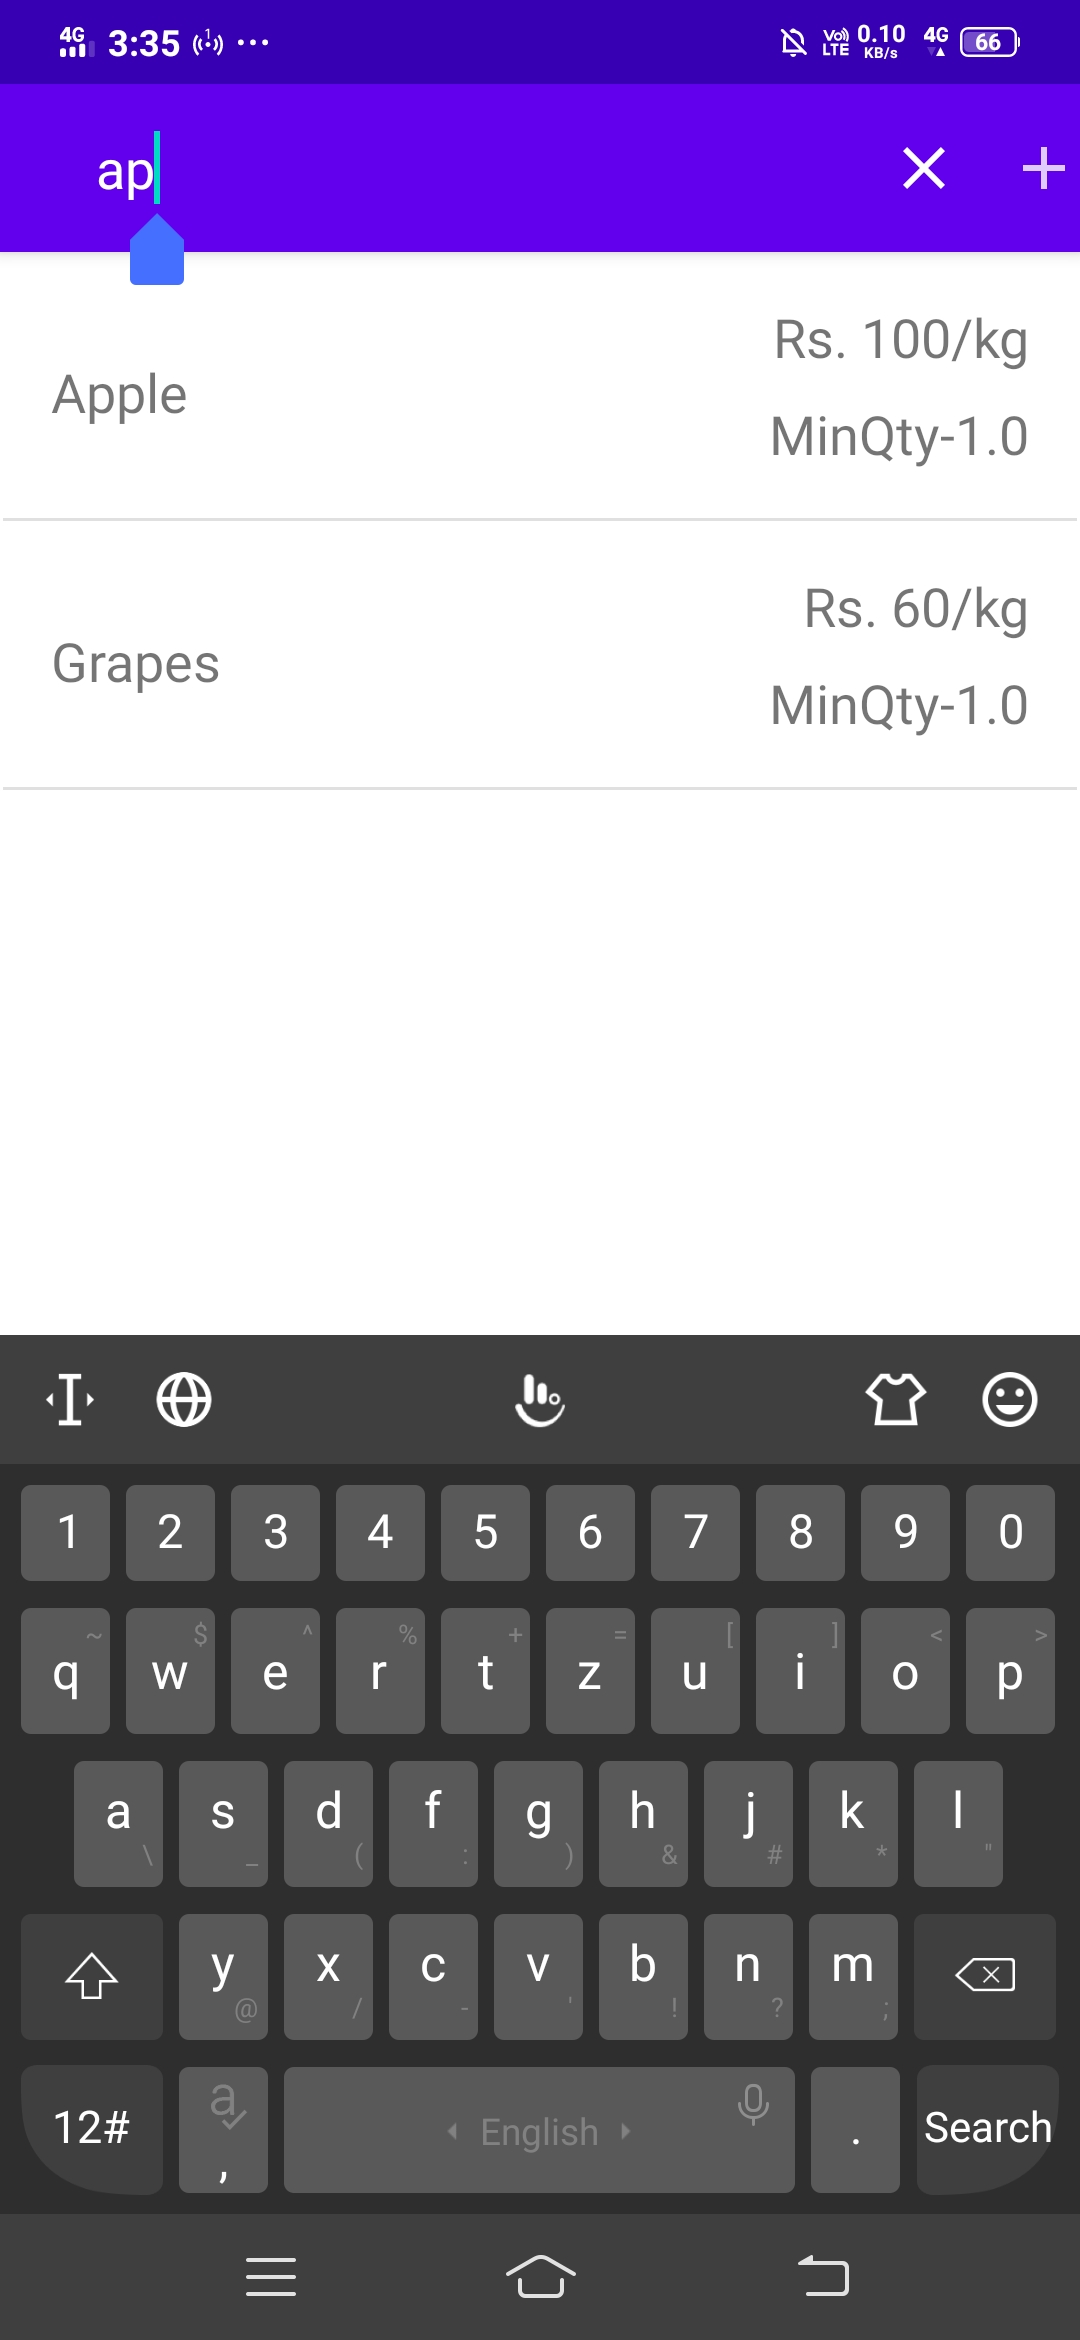 4G 3:35 1 ... Vo) LTE 0.10 KB/s 4G 66
ap
Apple
Rs. 100/kg
MinQty-1.0
Grapes
Rs. 60/kg
MinQty-1.0
1 2 3 4 5 6 7 8 9 0
~ $ ^ % + = [ ] < >
q w e r t z u i o p
a s d f g h j k l
\ _ ( : ) & # * "
y x c v b n m
@ / - ' ! ? ;
12# a , English . Search